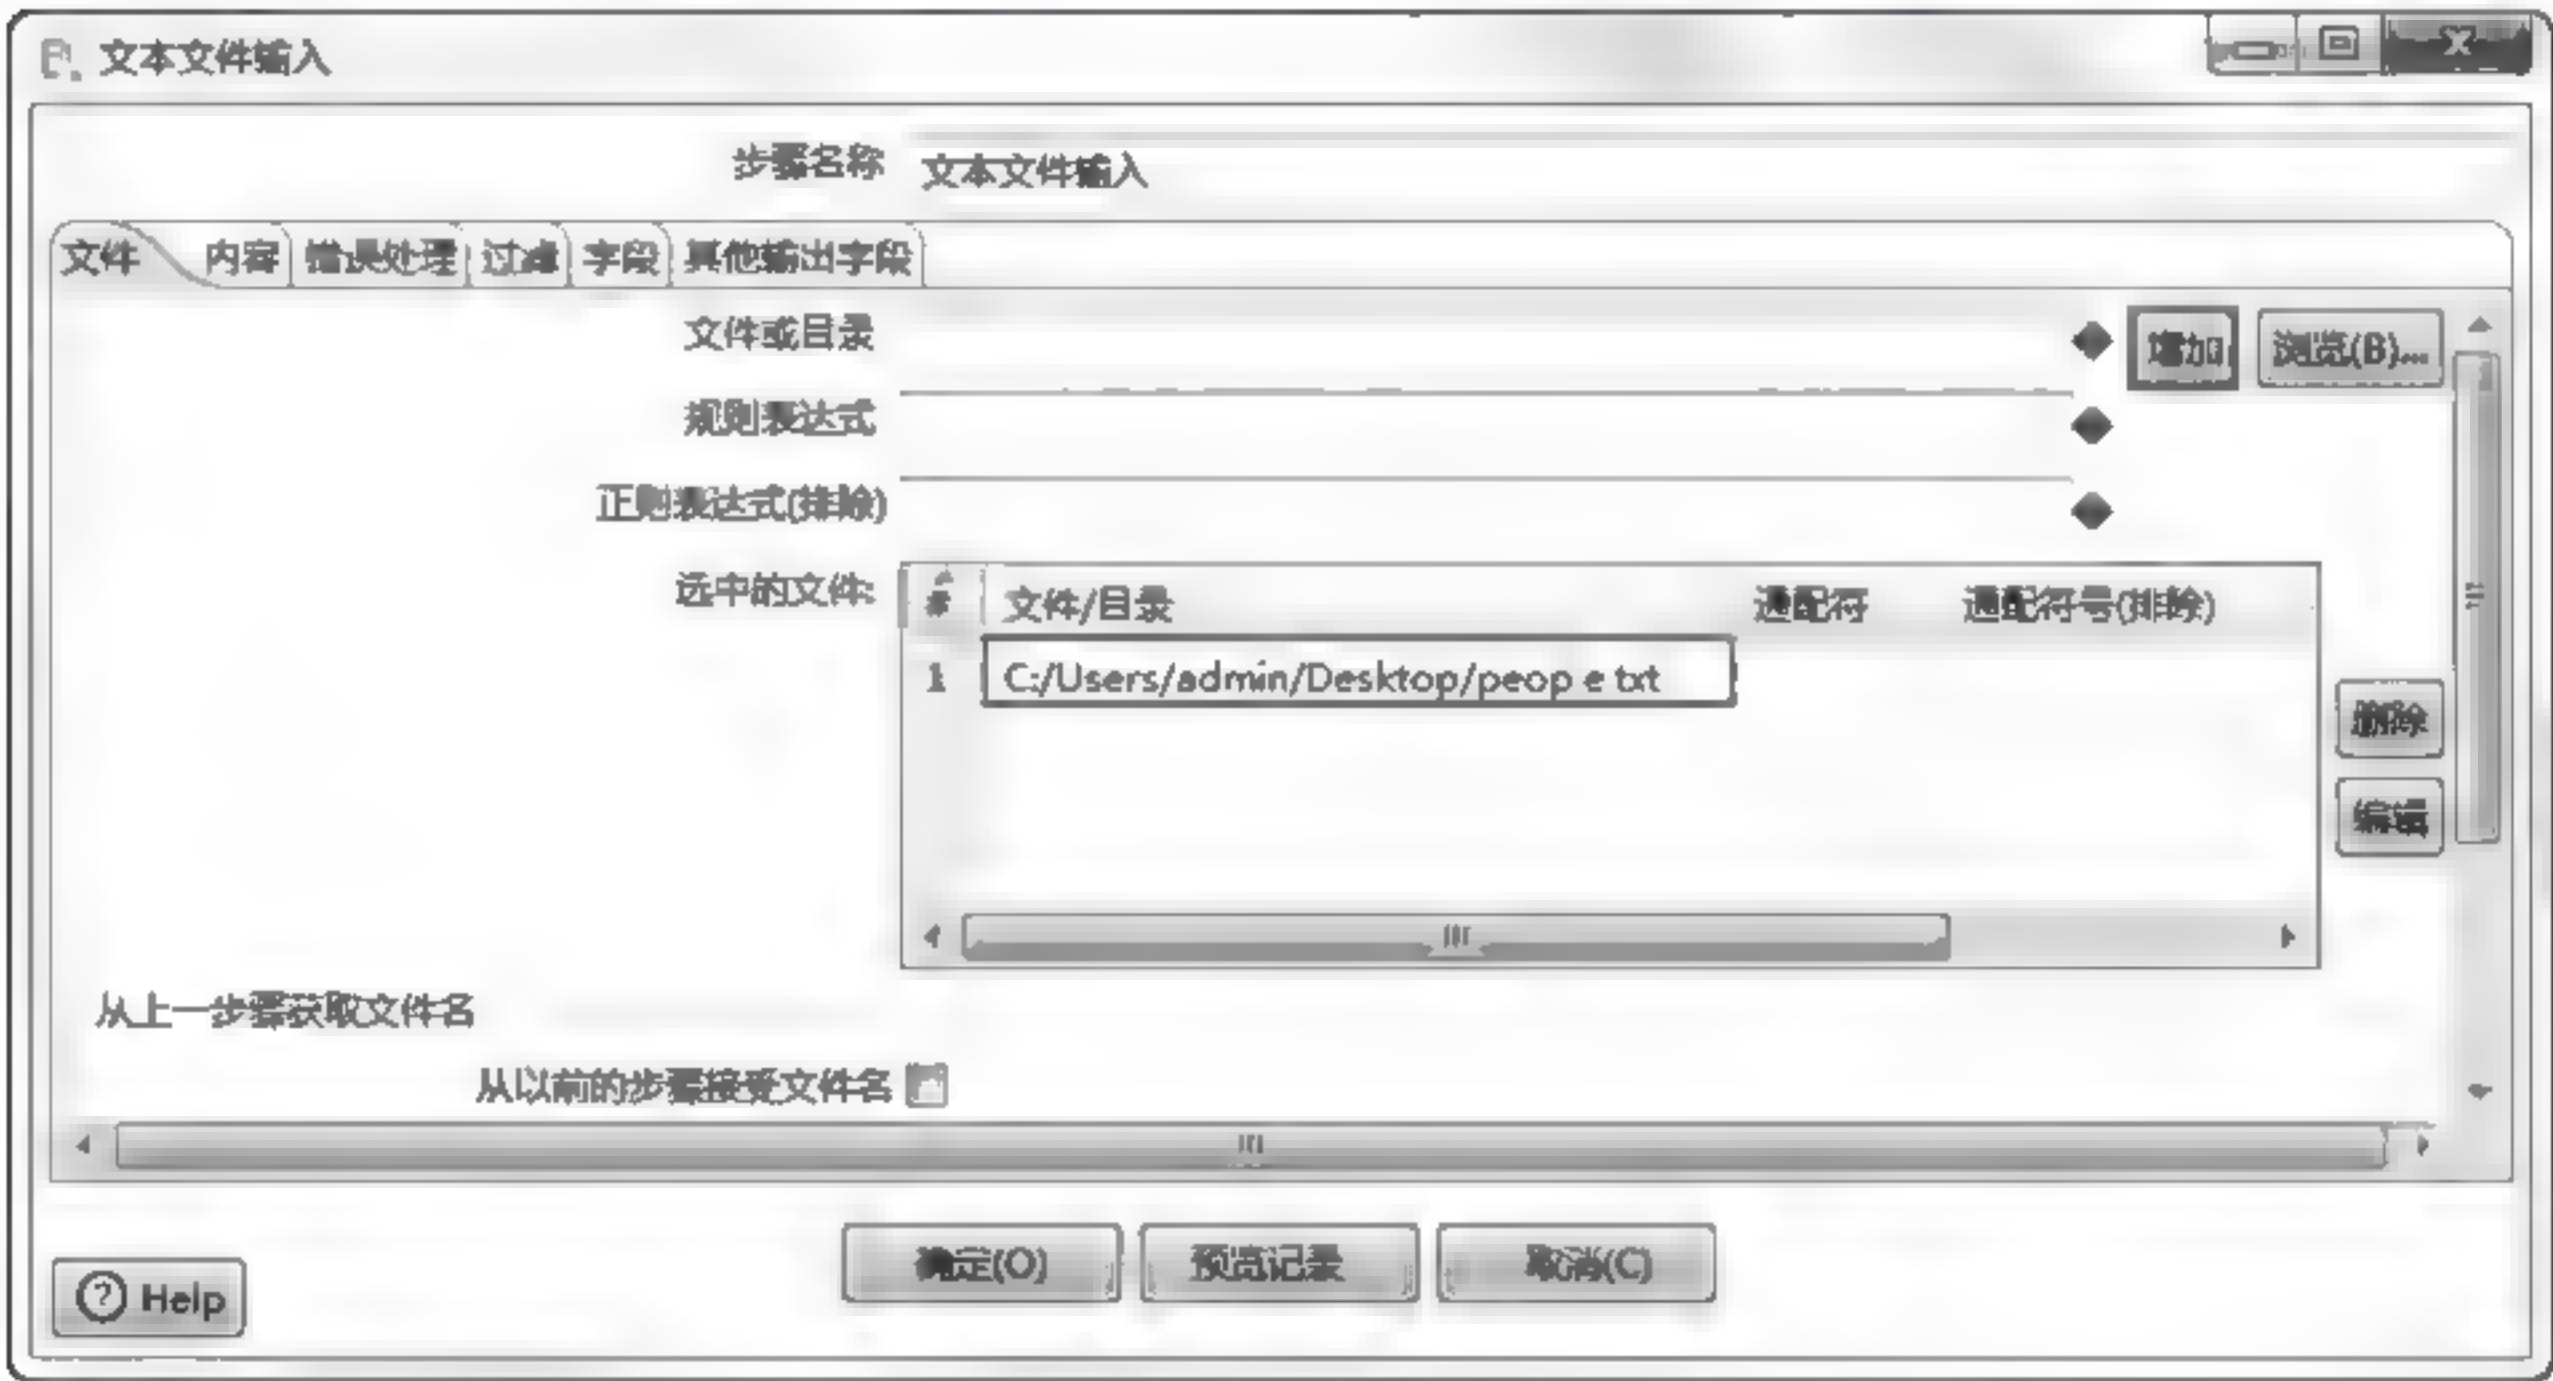 文本文件输入
步骤名称 文本文件输入
文件 内容 错误处理 过滤 字段 其他输出字段
文件或目录 增加 浏览(B)...
规则表达式
正则表达式(排除)
选中的文件: # 文件/目录 通配符 通配符号(排除)
1 C:/Users/admin/Desktop/peop e txt
删除
编辑
从上一步骤获取文件名
从以前的步骤接受文件名
确定(O) 预览记录 取消(C)
Help